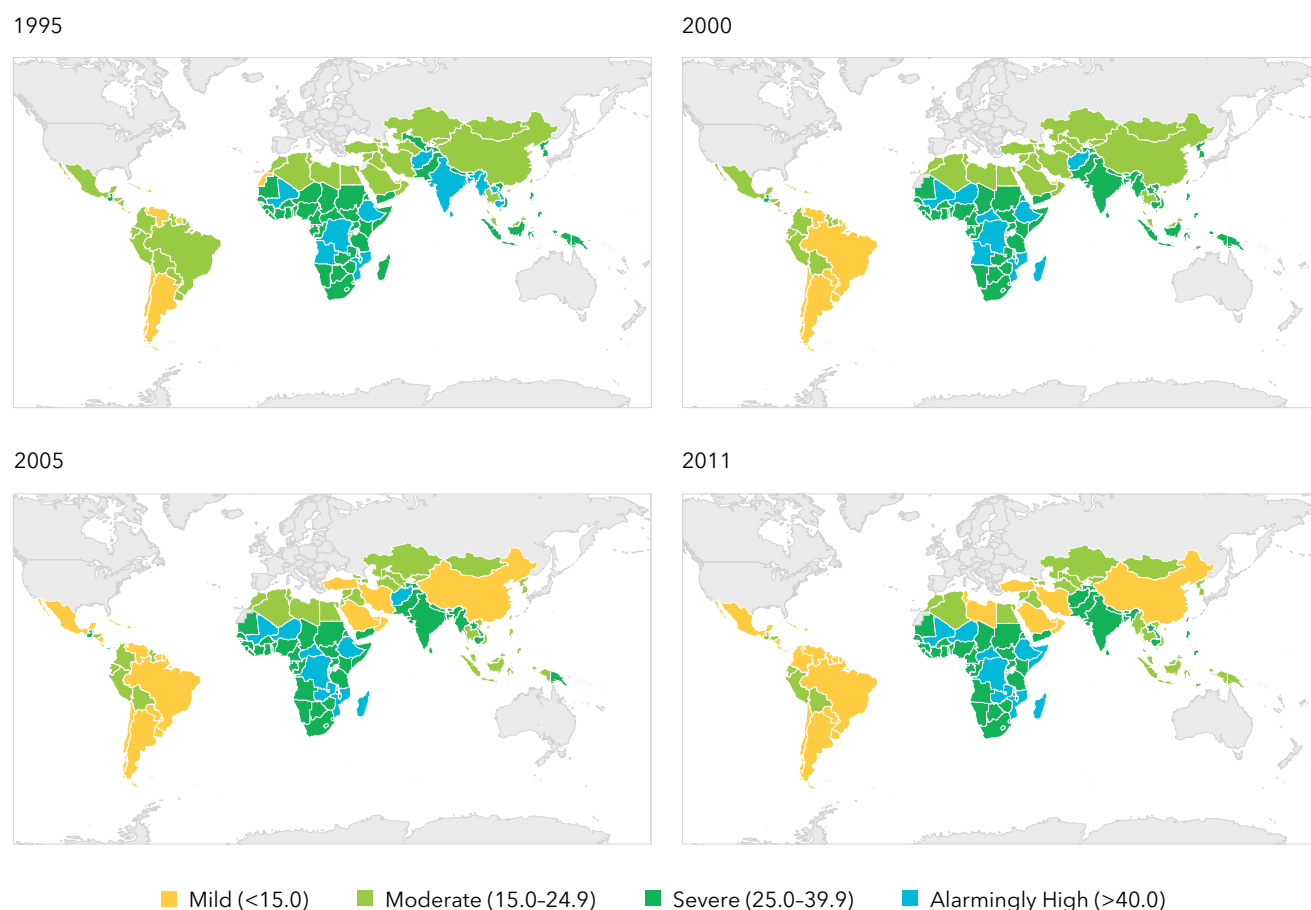 1995
2000
2005
2011
Mild (<15.0)
Moderate (15.0–24.9)
Severe (25.0–39.9)
Alarmingly High (>40.0)